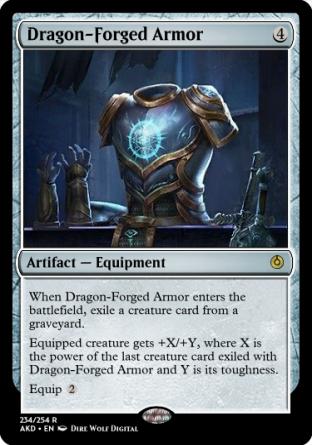 Dragon-Forged Armor 4
Artifact — Equipment
When Dragon-Forged Armor enters the
battlefield, exile a creature card from a
graveyard.
Equipped creature gets +X/+Y, where X is
the power of the last creature card exiled with
Dragon-Forged Armor and Y is its toughness.
Equip 2
234/254 R
AKD • EN Dire Wolf Digital